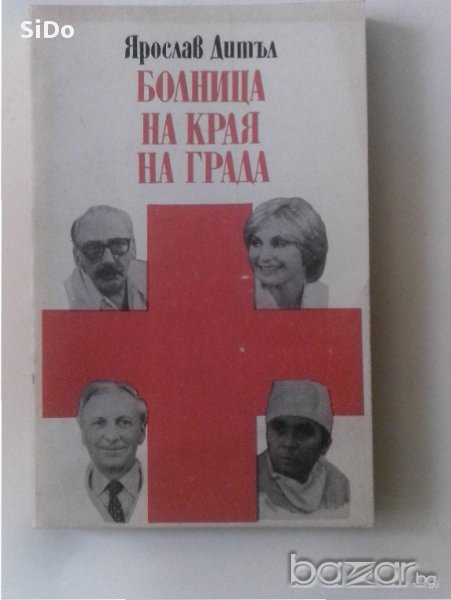 SiDo
Ярослав Дитъл
БОЛНИЦА
НА КРАЯ
НА ГРАДА
bazar.bg